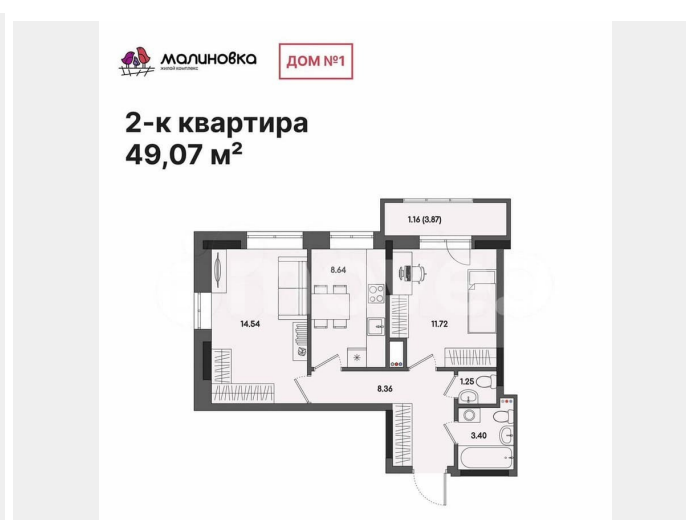 малиновка
жилой комплекс
ДОМ №1
2-к квартира
49,07 м²
1.16 (3.87)
8.64
14.54
11.72
8.36
1.25
3.40